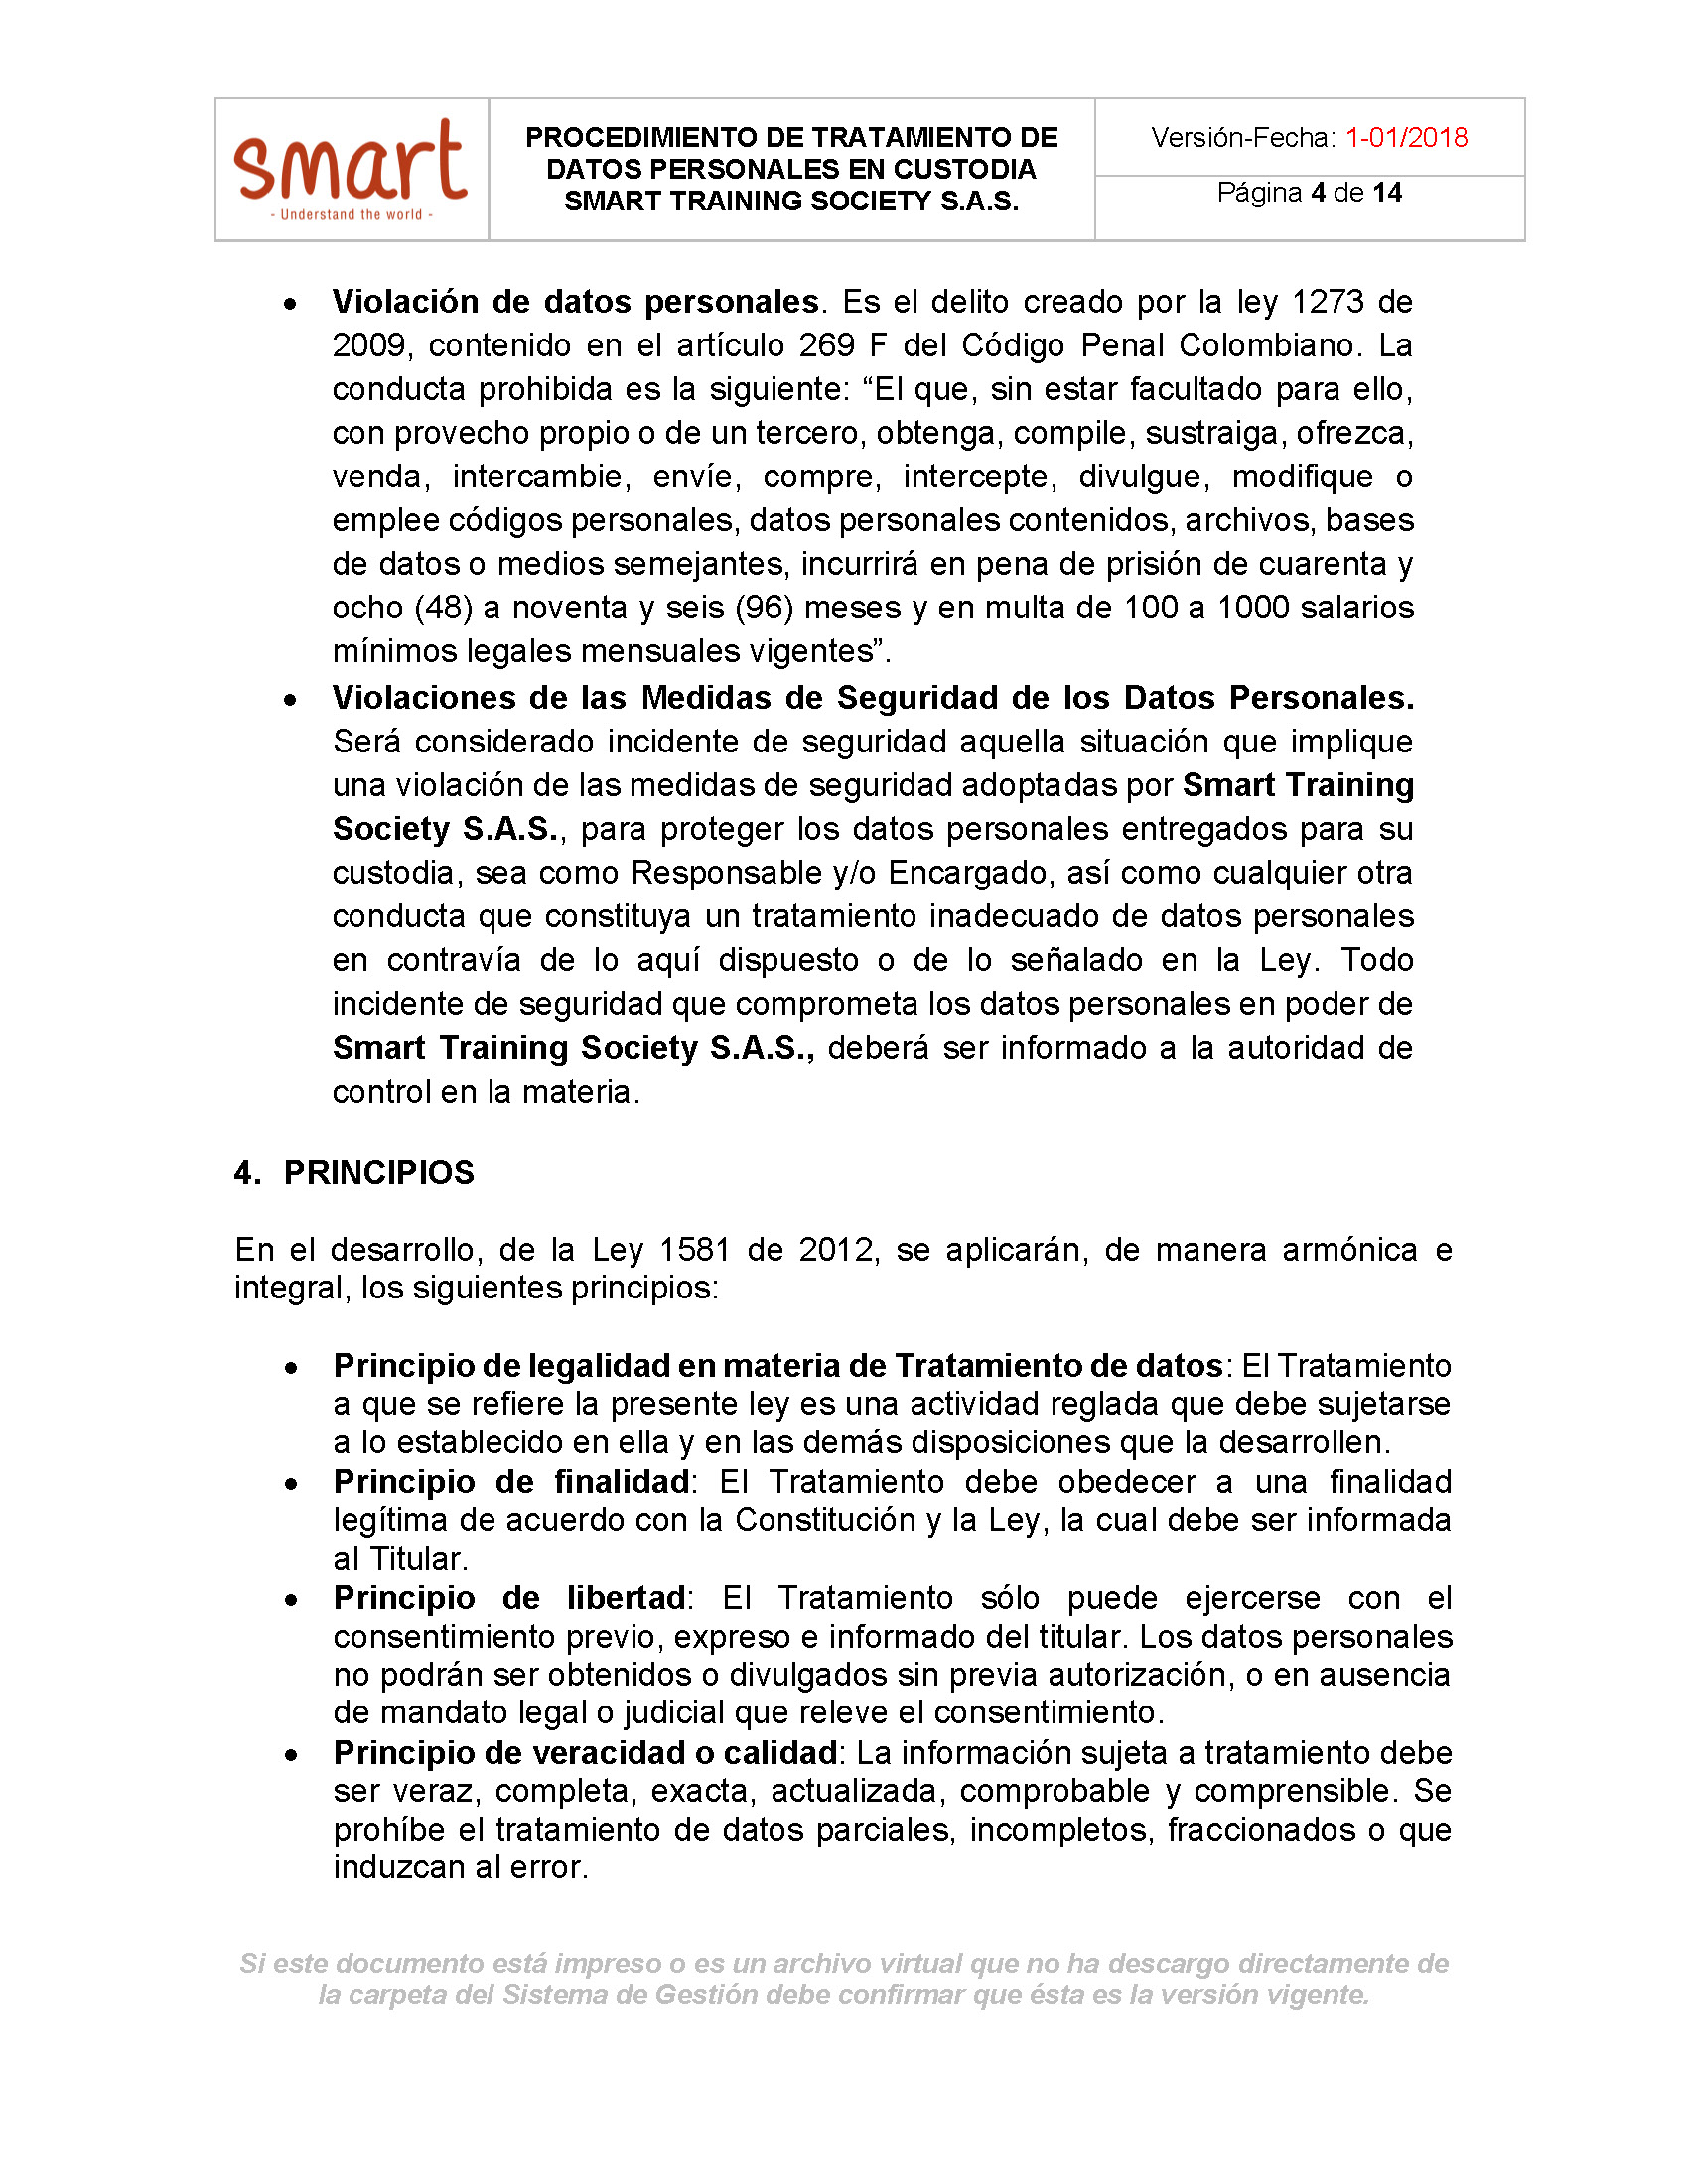 smart
- Understand the world -
PROCEDIMIENTO DE TRATAMIENTO DE
DATOS PERSONALES EN CUSTODIA
SMART TRAINING SOCIETY S.A.S.
Versión-Fecha: 1-01/2018
Página 4 de 14
• Violación de datos personales. Es el delito creado por la ley 1273 de
2009, contenido en el artículo 269 F del Código Penal Colombiano. La
conducta prohibida es la siguiente: “El que, sin estar facultado para ello,
con provecho propio o de un tercero, obtenga, compile, sustraiga, ofrezca,
venda, intercambie, envíe, compre, intercepte, divulgue, modifique o
emplee códigos personales, datos personales contenidos, archivos, bases
de datos o medios semejantes, incurrirá en pena de prisión de cuarenta y
ocho (48) a noventa y seis (96) meses y en multa de 100 a 1000 salarios
mínimos legales mensuales vigentes”.
• Violaciones de las Medidas de Seguridad de los Datos Personales.
Será considerado incidente de seguridad aquella situación que implique
una violación de las medidas de seguridad adoptadas por Smart Training
Society S.A.S., para proteger los datos personales entregados para su
custodia, sea como Responsable y/o Encargado, así como cualquier otra
conducta que constituya un tratamiento inadecuado de datos personales
en contravía de lo aquí dispuesto o de lo señalado en la Ley. Todo
incidente de seguridad que comprometa los datos personales en poder de
Smart Training Society S.A.S., deberá ser informado a la autoridad de
control en la materia.
4. PRINCIPIOS
En el desarrollo, de la Ley 1581 de 2012, se aplicarán, de manera armónica e
integral, los siguientes principios:
• Principio de legalidad en materia de Tratamiento de datos: El Tratamiento
a que se refiere la presente ley es una actividad reglada que debe sujetarse
a lo establecido en ella y en las demás disposiciones que la desarrollen.
• Principio de finalidad: El Tratamiento debe obedecer a una finalidad
legítima de acuerdo con la Constitución y la Ley, la cual debe ser informada
al Titular.
• Principio de libertad: El Tratamiento sólo puede ejercerse con el
consentimiento previo, expreso e informado del titular. Los datos personales
no podrán ser obtenidos o divulgados sin previa autorización, o en ausencia
de mandato legal o judicial que releve el consentimiento.
• Principio de veracidad o calidad: La información sujeta a tratamiento debe
ser veraz, completa, exacta, actualizada, comprobable y comprensible. Se
prohíbe el tratamiento de datos parciales, incompletos, fraccionados o que
induzcan al error.
Si este documento está impreso o es un archivo virtual que no ha descargo directamente de
la carpeta del Sistema de Gestión debe confirmar que ésta es la versión vigente.